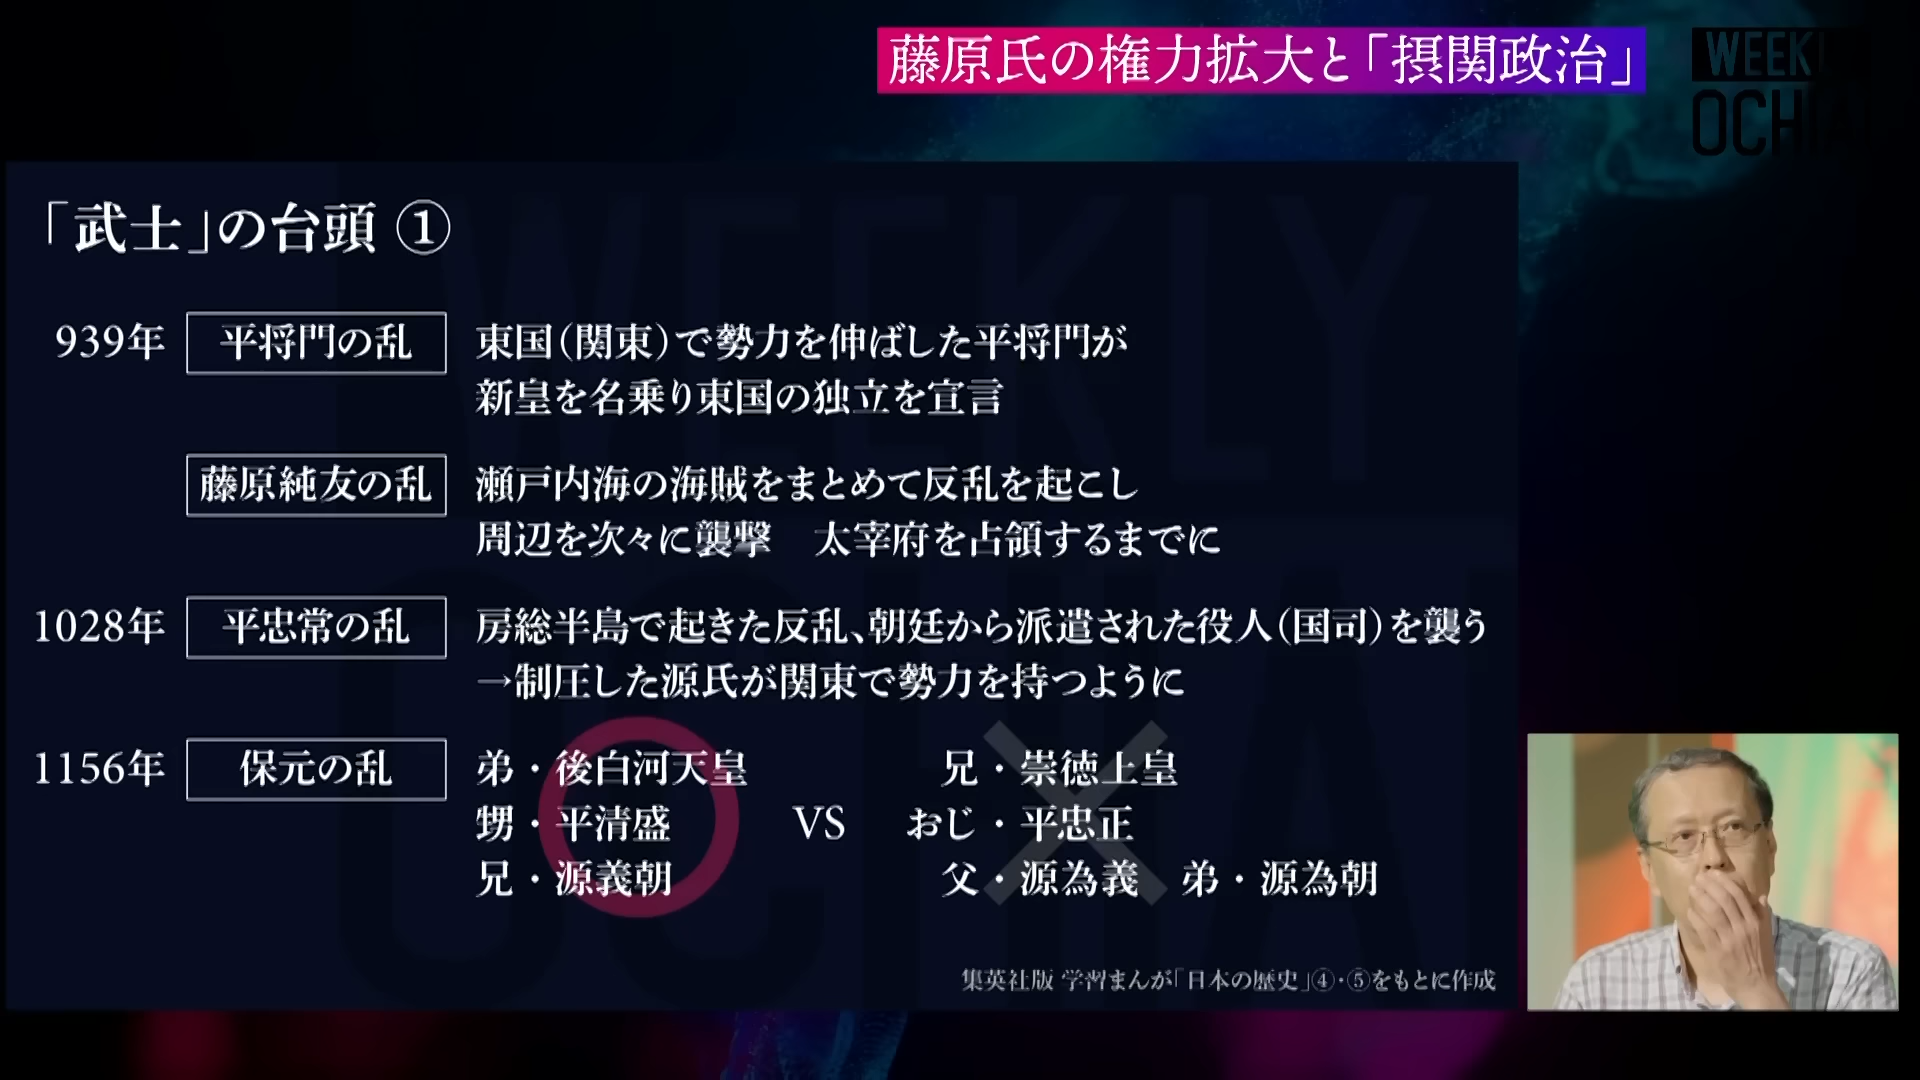 藤原氏の権力拡大と「摂関政治」
WEEKLY
OCHIAI
「武士」の台頭 ①
939年 平将門の乱 東国(関東)で勢力を伸ばした平将門が
新皇を名乗り東国の独立を宣言
藤原純友の乱 瀬戸内海の海賊をまとめて反乱を起こし
周辺を次々に襲撃 太宰府を占領するまでに
1028年 平忠常の乱 房総半島で起きた反乱、朝廷から派遣された役人(国司)を襲う
→制圧した源氏が関東で勢力を持つように
1156年 保元の乱 弟・後白河天皇 兄・崇徳上皇
甥・平清盛 VS おじ・平忠正
兄・源義朝 父・源為義 弟・源為朝
集英社版 学習まんが「日本の歴史」④・⑤をもとに作成